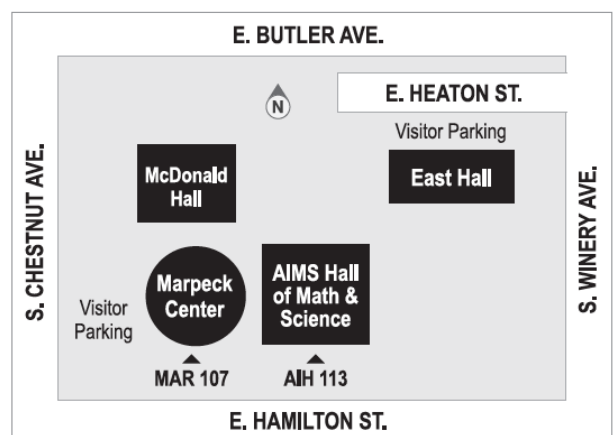 E. BUTLER AVE.
E. HEATON ST.
N
Visitor Parking
McDonald
Hall
East Hall
S. CHESTNUT AVE.
S. WINERY AVE.
Marpeck
Center
AIMS Hall
of Math &
Science
Visitor
Parking
MAR 107
AIH 113
E. HAMILTON ST.